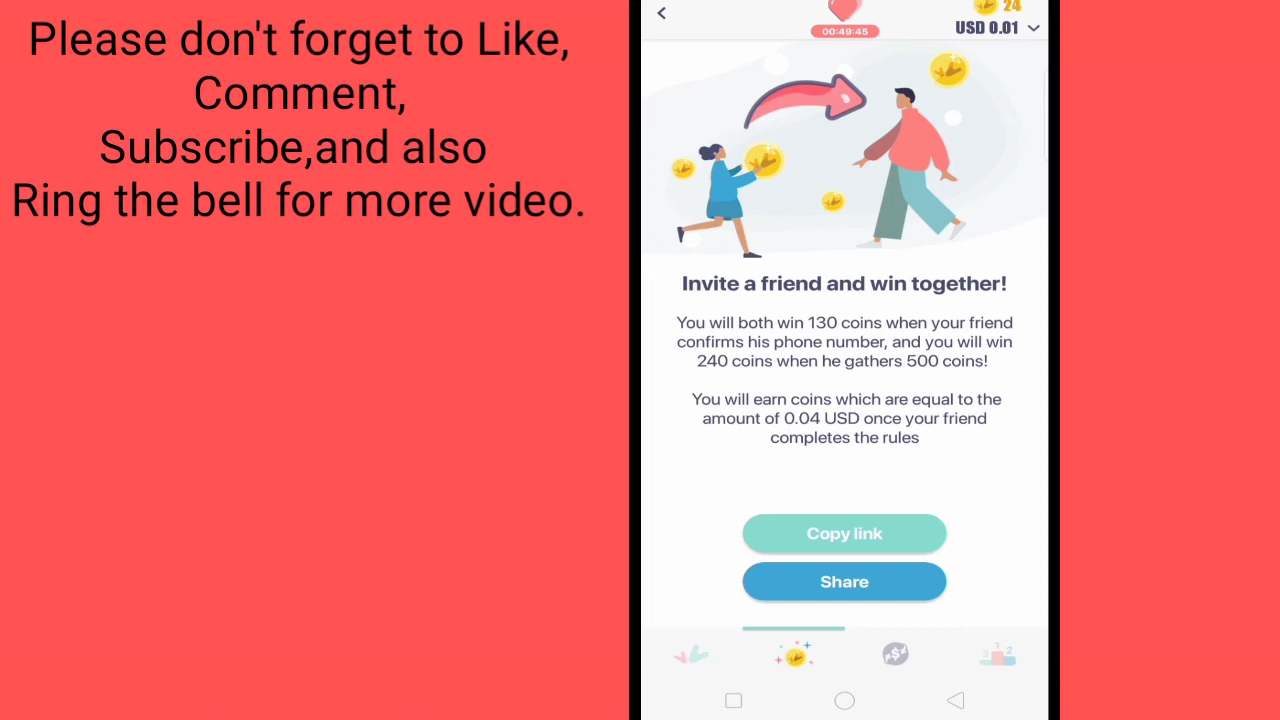 Please don't forget to Like,
Comment,
Subscribe,and also
Ring the bell for more video.
24
00:49:45
USD 0.01
Invite a friend and win together!
You will both win 130 coins when your friend
confirms his phone number, and you will win
240 coins when he gathers 500 coins!
You will earn coins which are equal to the
amount of 0.04 USD once your friend
completes the rules
Copy link
Share
$
3 1 2